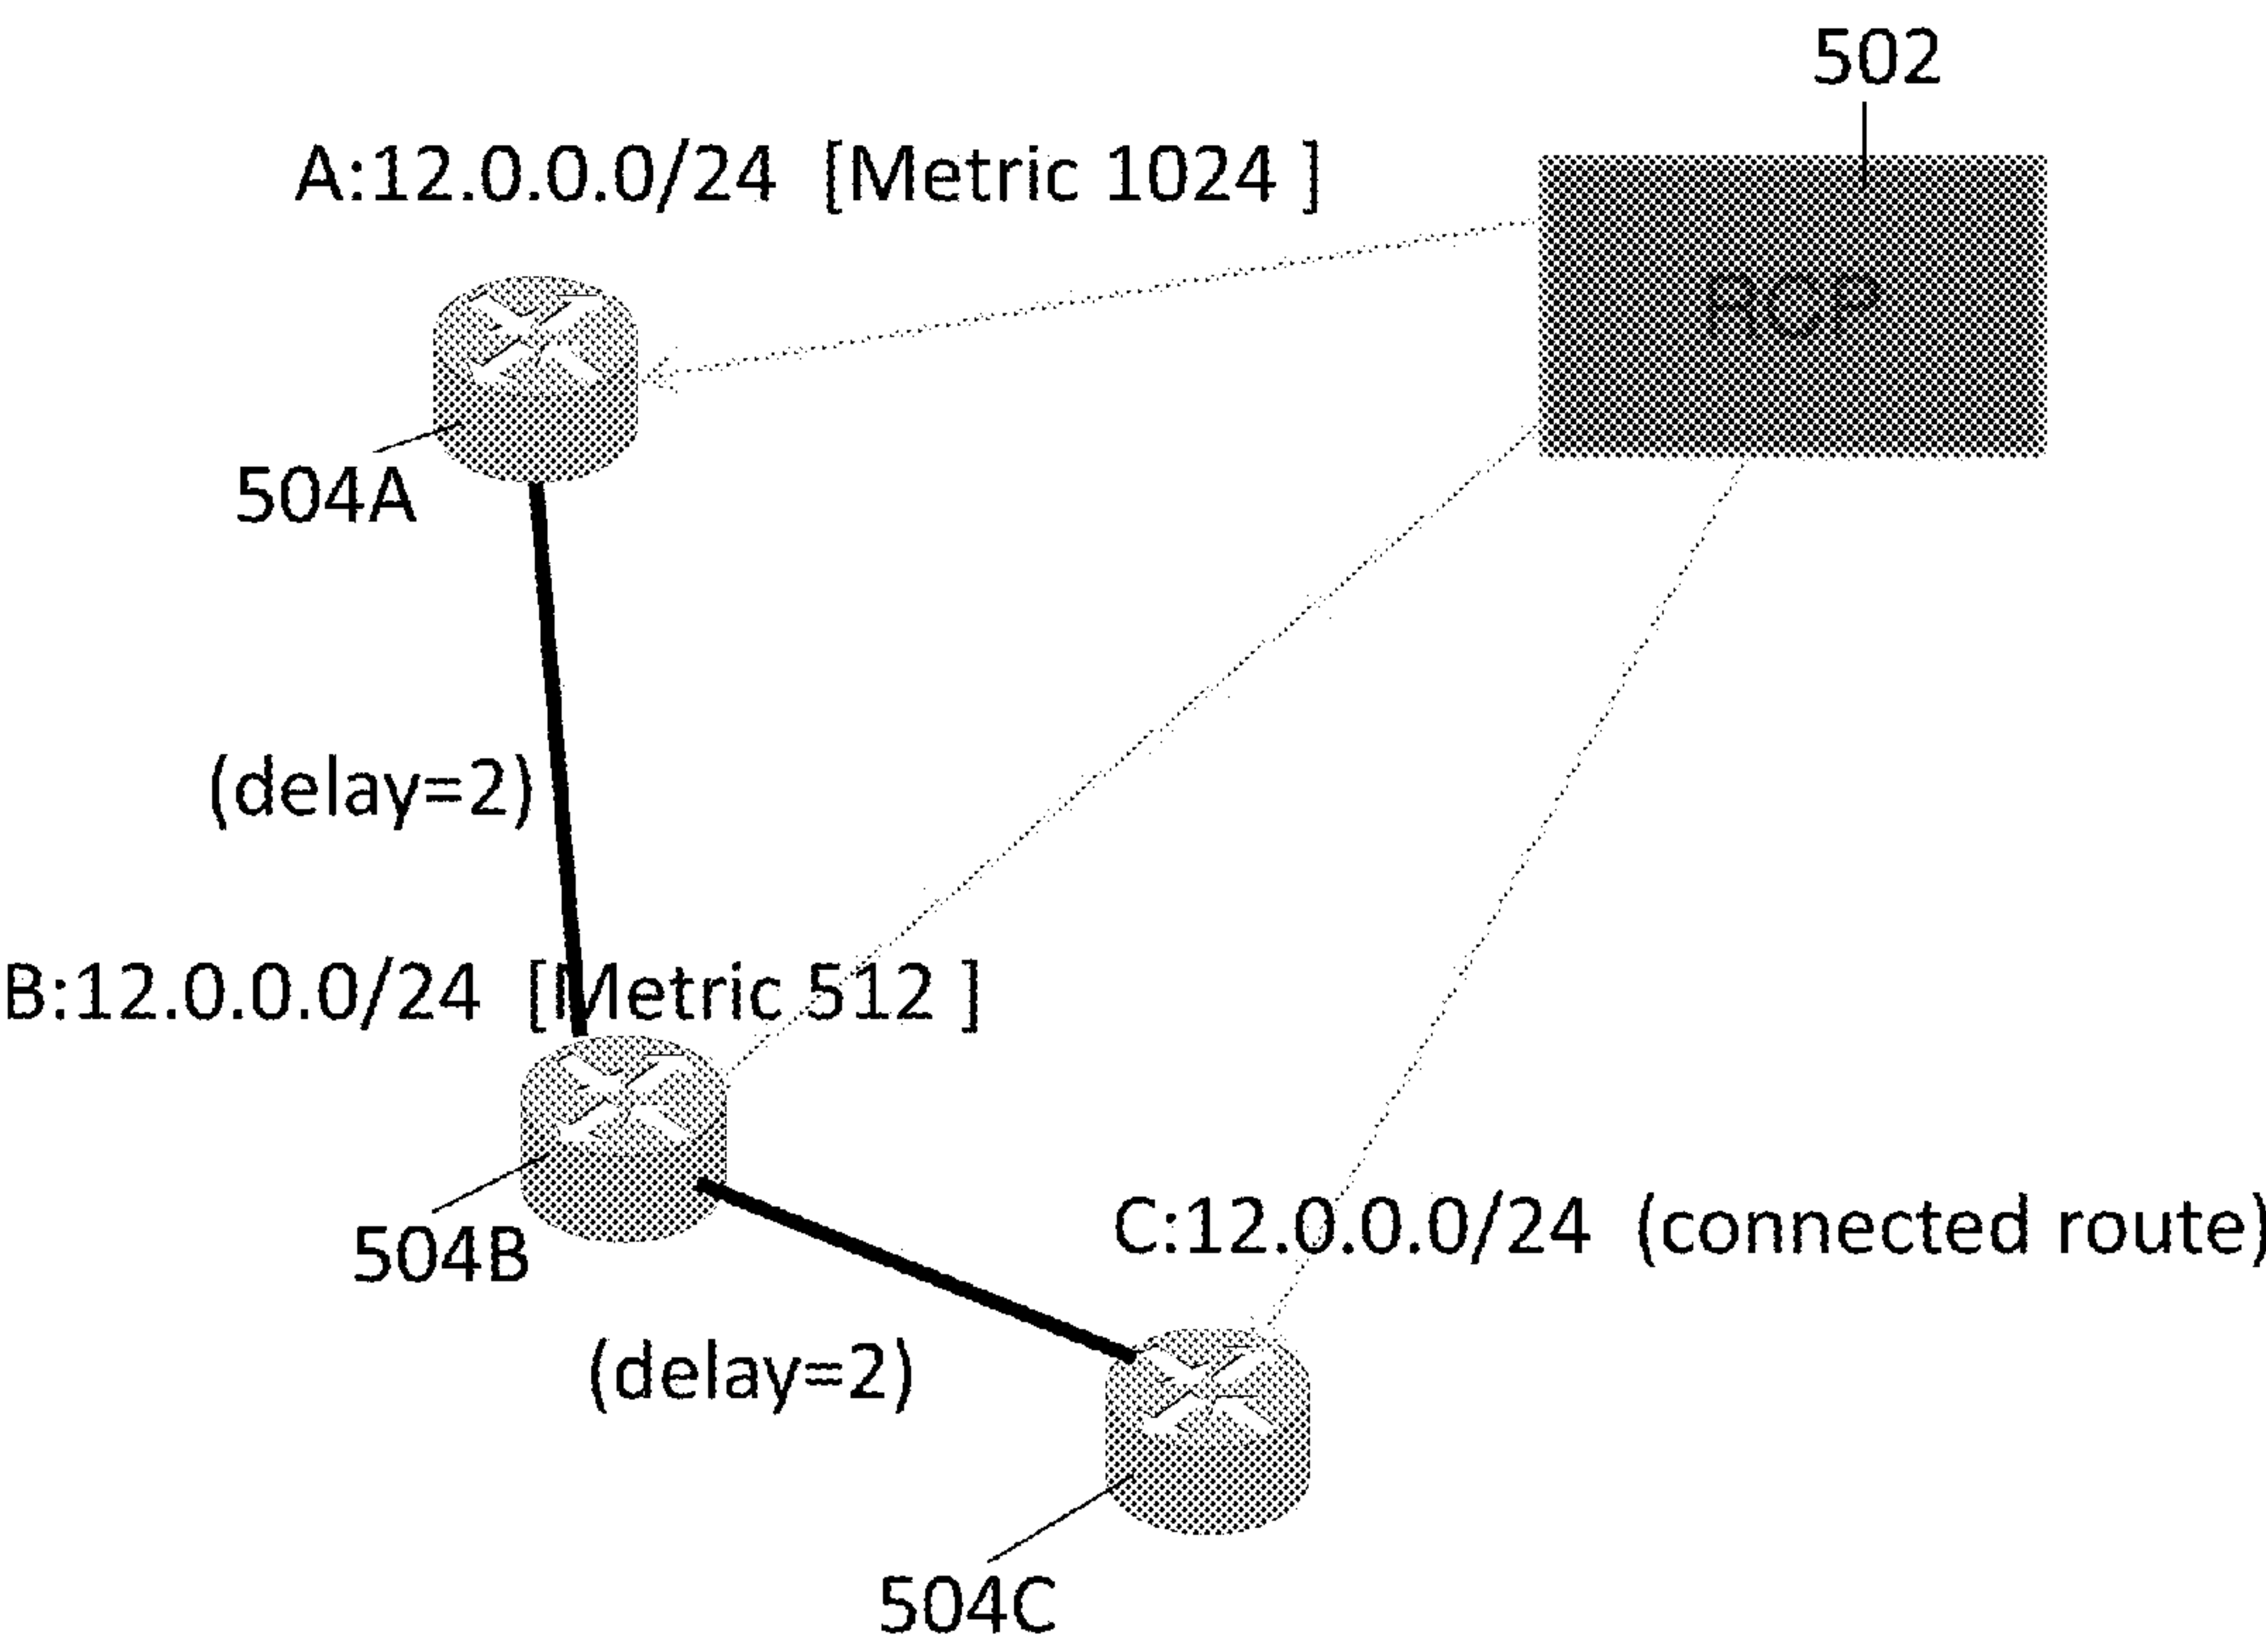 502
A:12.0.0.0/24 [Metric 1024 ]
RCP
504A
(delay=2)
B:12.0.0.0/24 [Metric 512 ]
C:12.0.0.0/24 (connected route)
504B
(delay=2)
504C